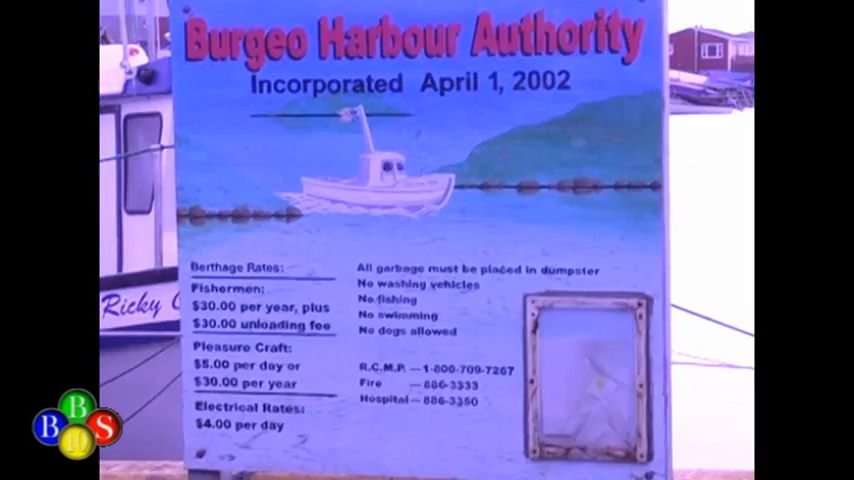 Burgeo Harbour Authority
Incorporated April 1, 2002
Berthage Rates:
Fishermen:
$30.00 per year, plus
$30.00 unloading fee
Pleasure Craft:
$5.00 per day or
$30.00 per year
Electrical Rates:
$4.00 per day
All garbage must be placed in dumpster
No washing vehicles
No fishing
No swimming
No dogs allowed
R.C.M.P. — 1-800-709-7267
Fire — 886-3333
Hospital — 886-3350
Ricky
B
B S
10